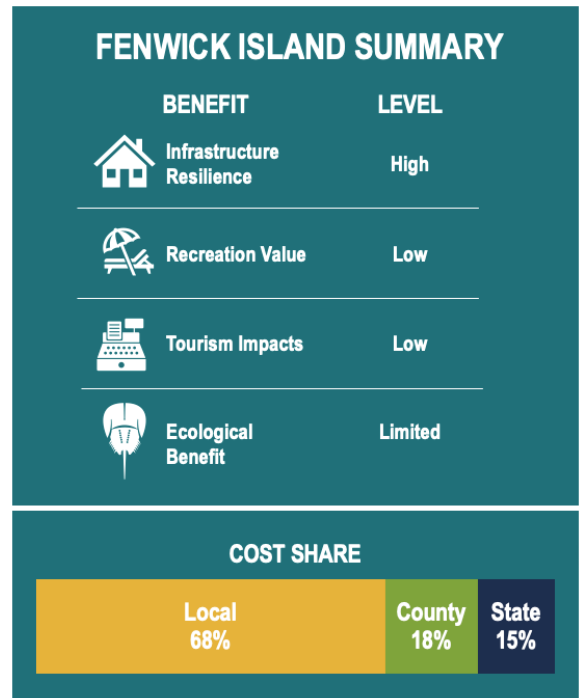 FENWICK ISLAND SUMMARY
BENEFIT LEVEL
Infrastructure
Resilience
High
Recreation Value Low
Tourism Impacts Low
Ecological
Benefit
Limited
COST SHARE
Local
68%
County
18%
State
15%